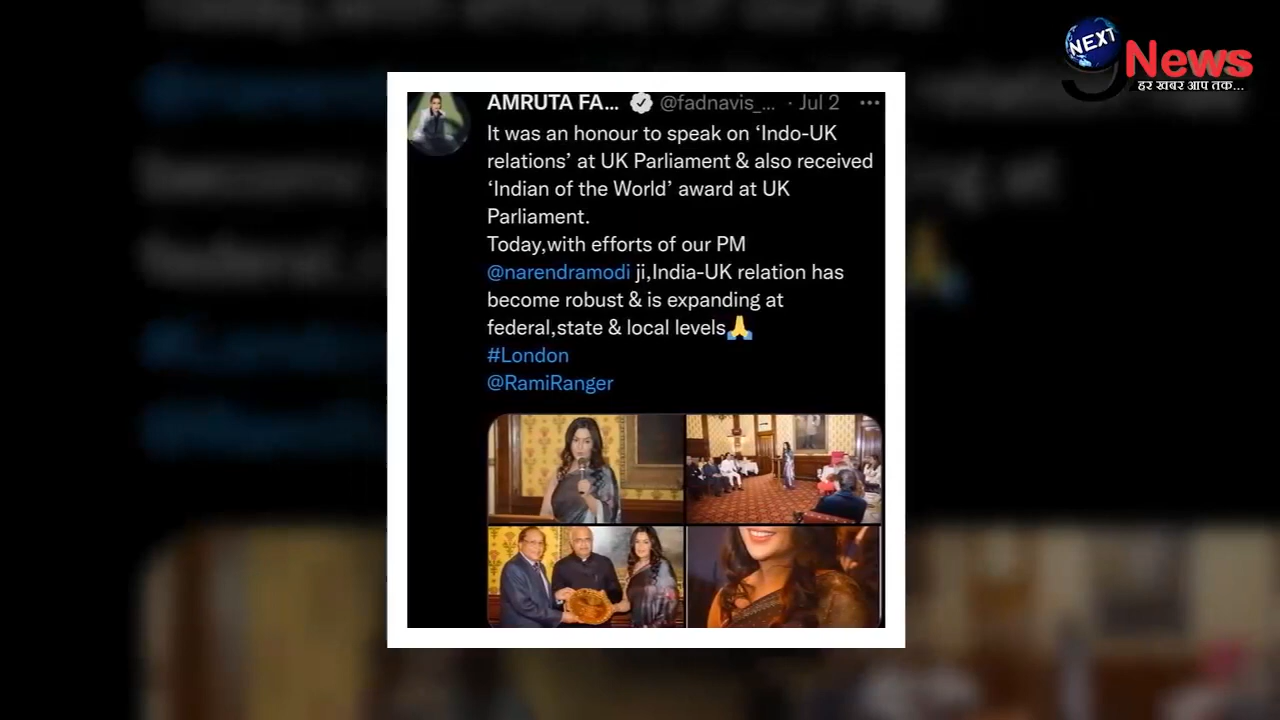 NEXT
9 News
हर खबर आप तक...
AMRUTA FA... @fadnavis_... · Jul 2 ...
It was an honour to speak on ‘Indo-UK
relations’ at UK Parliament & also received
‘Indian of the World’ award at UK
Parliament.
Today,with efforts of our PM
@narendramodi ji,India-UK relation has
become robust & is expanding at
federal,state & local levels🙏
#London
@RamiRanger